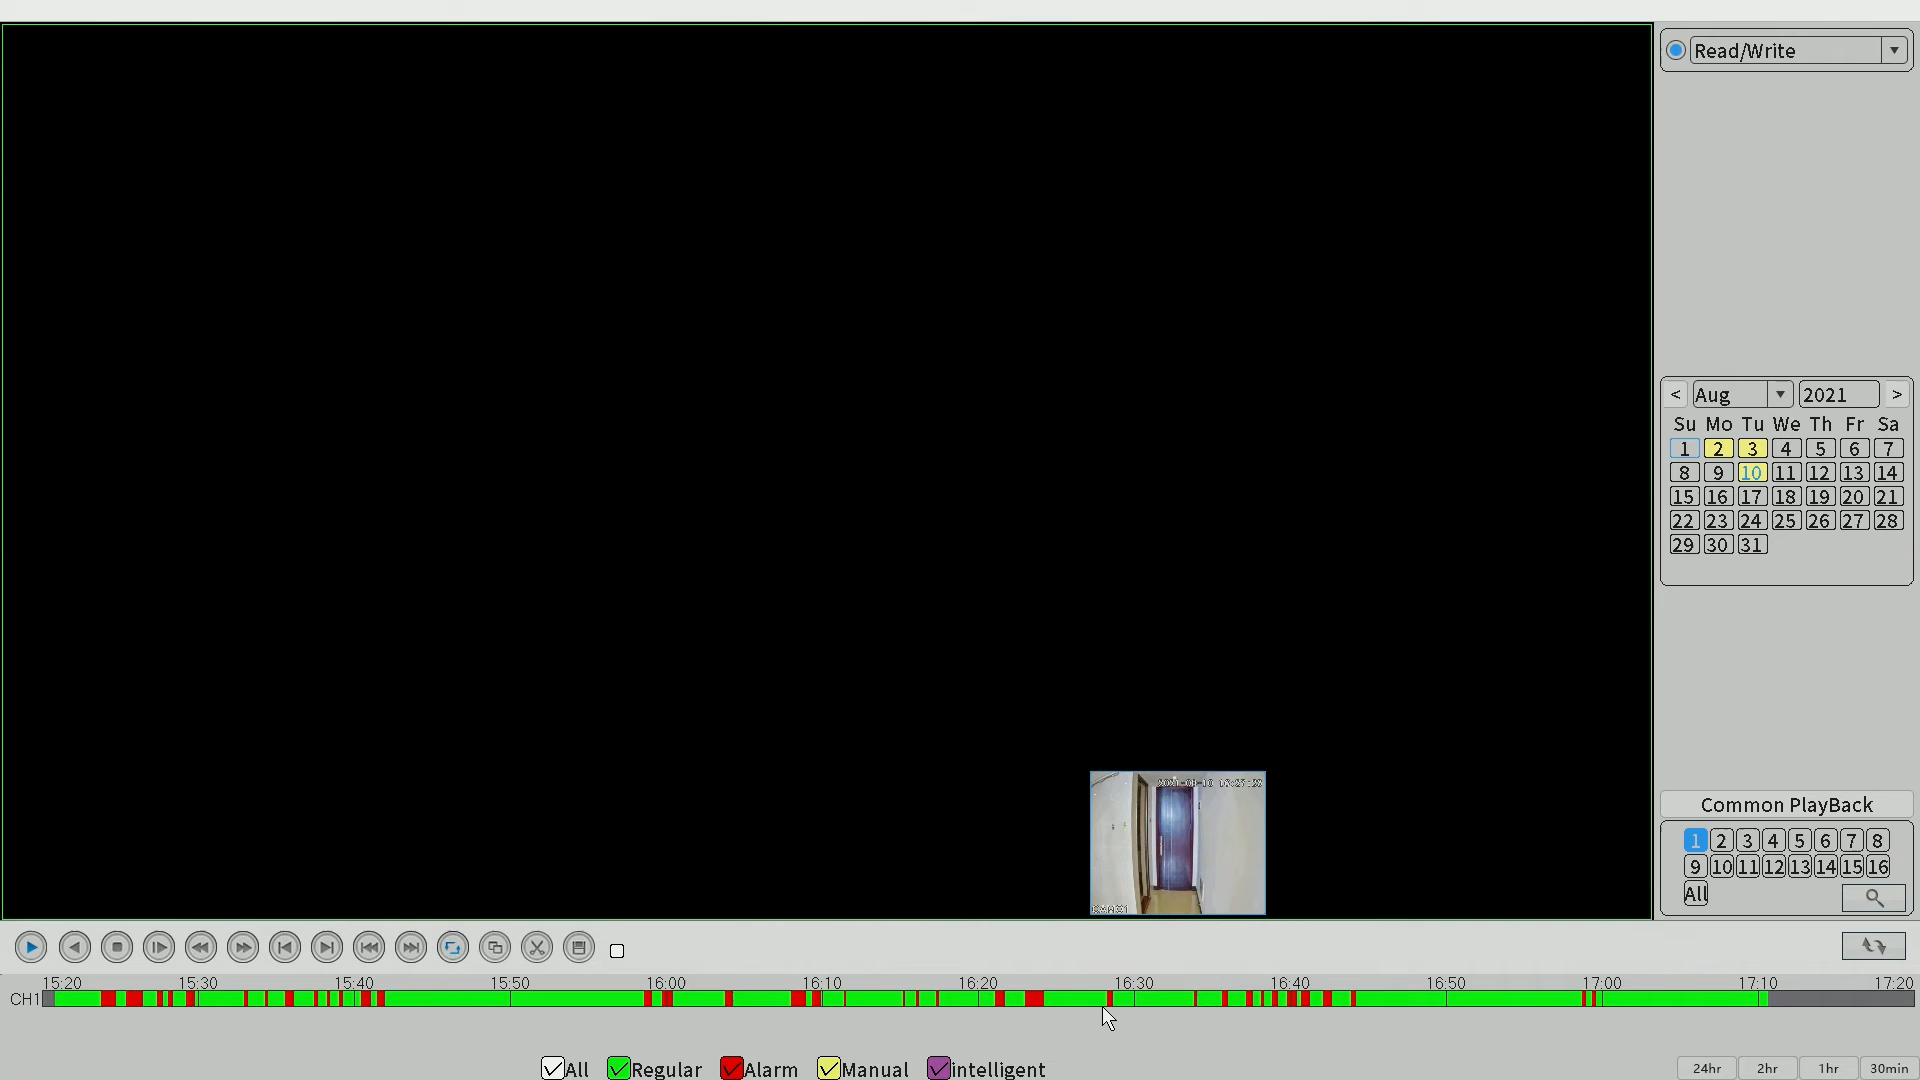 Read/Write
< Aug 2021 >
Su Mo Tu We Th Fr Sa
1 2 3 4 5 6 7
8 9 10 11 12 13 14
15 16 17 18 19 20 21
22 23 24 25 26 27 28
29 30 31
Common PlayBack
1 2 3 4 5 6 7 8
9 10 11 12 13 14 15 16
All
15:20 15:30 15:40 15:50 16:00 16:10 16:20 16:30 16:40 16:50 17:00 17:10 17:20
CH1
All Regular Alarm Manual intelligent
24hr 2hr 1hr 30min